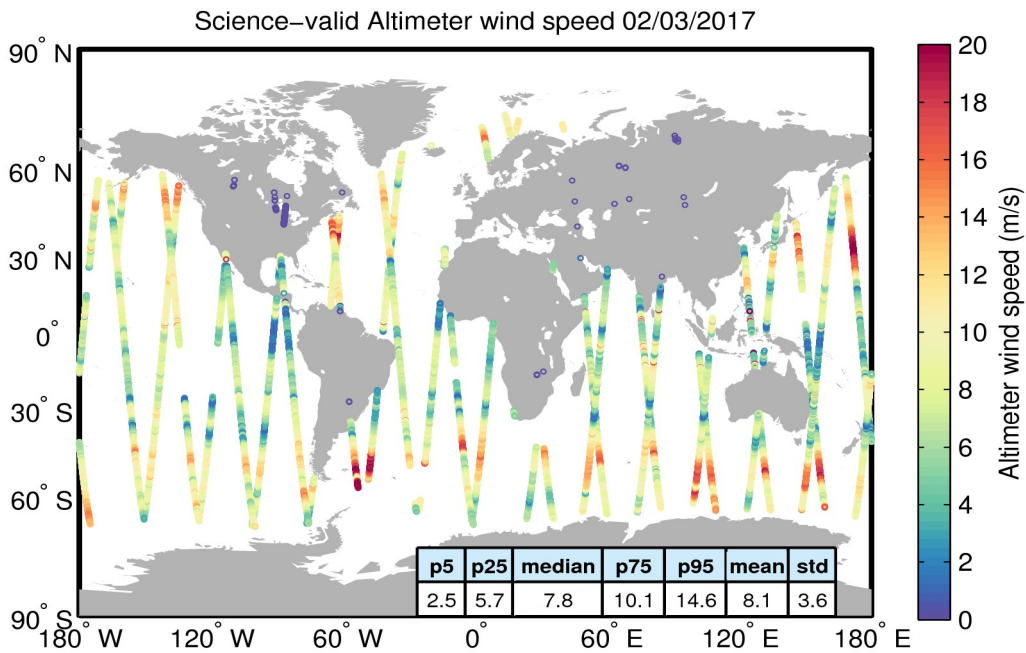 Science−valid Altimeter wind speed 02/03/2017
90° N
60° N
30° N
0°
30° S
60° S
90° S
180° W
120° W
60° W
0°
60° E
120° E
180° E
p5 p25 median p75 p95 mean std
2.5 5.7 7.8 10.1 14.6 8.1 3.6
20
18
16
14
12
10
8
6
4
2
0
Altimeter wind speed (m/s)